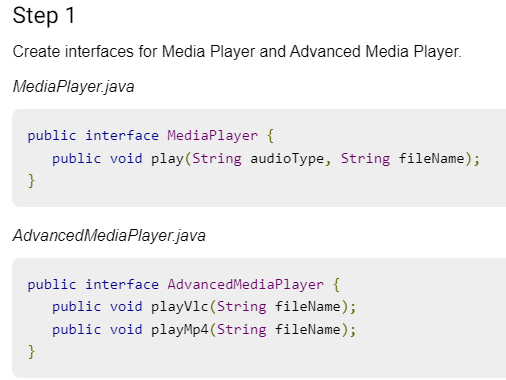 Step 1
Create interfaces for Media Player and Advanced Media Player.
MediaPlayer.java
public interface MediaPlayer {
   public void play(String audioType, String fileName);
}
AdvancedMediaPlayer.java
public interface AdvancedMediaPlayer {
   public void playVlc(String fileName);
   public void playMp4(String fileName);
}